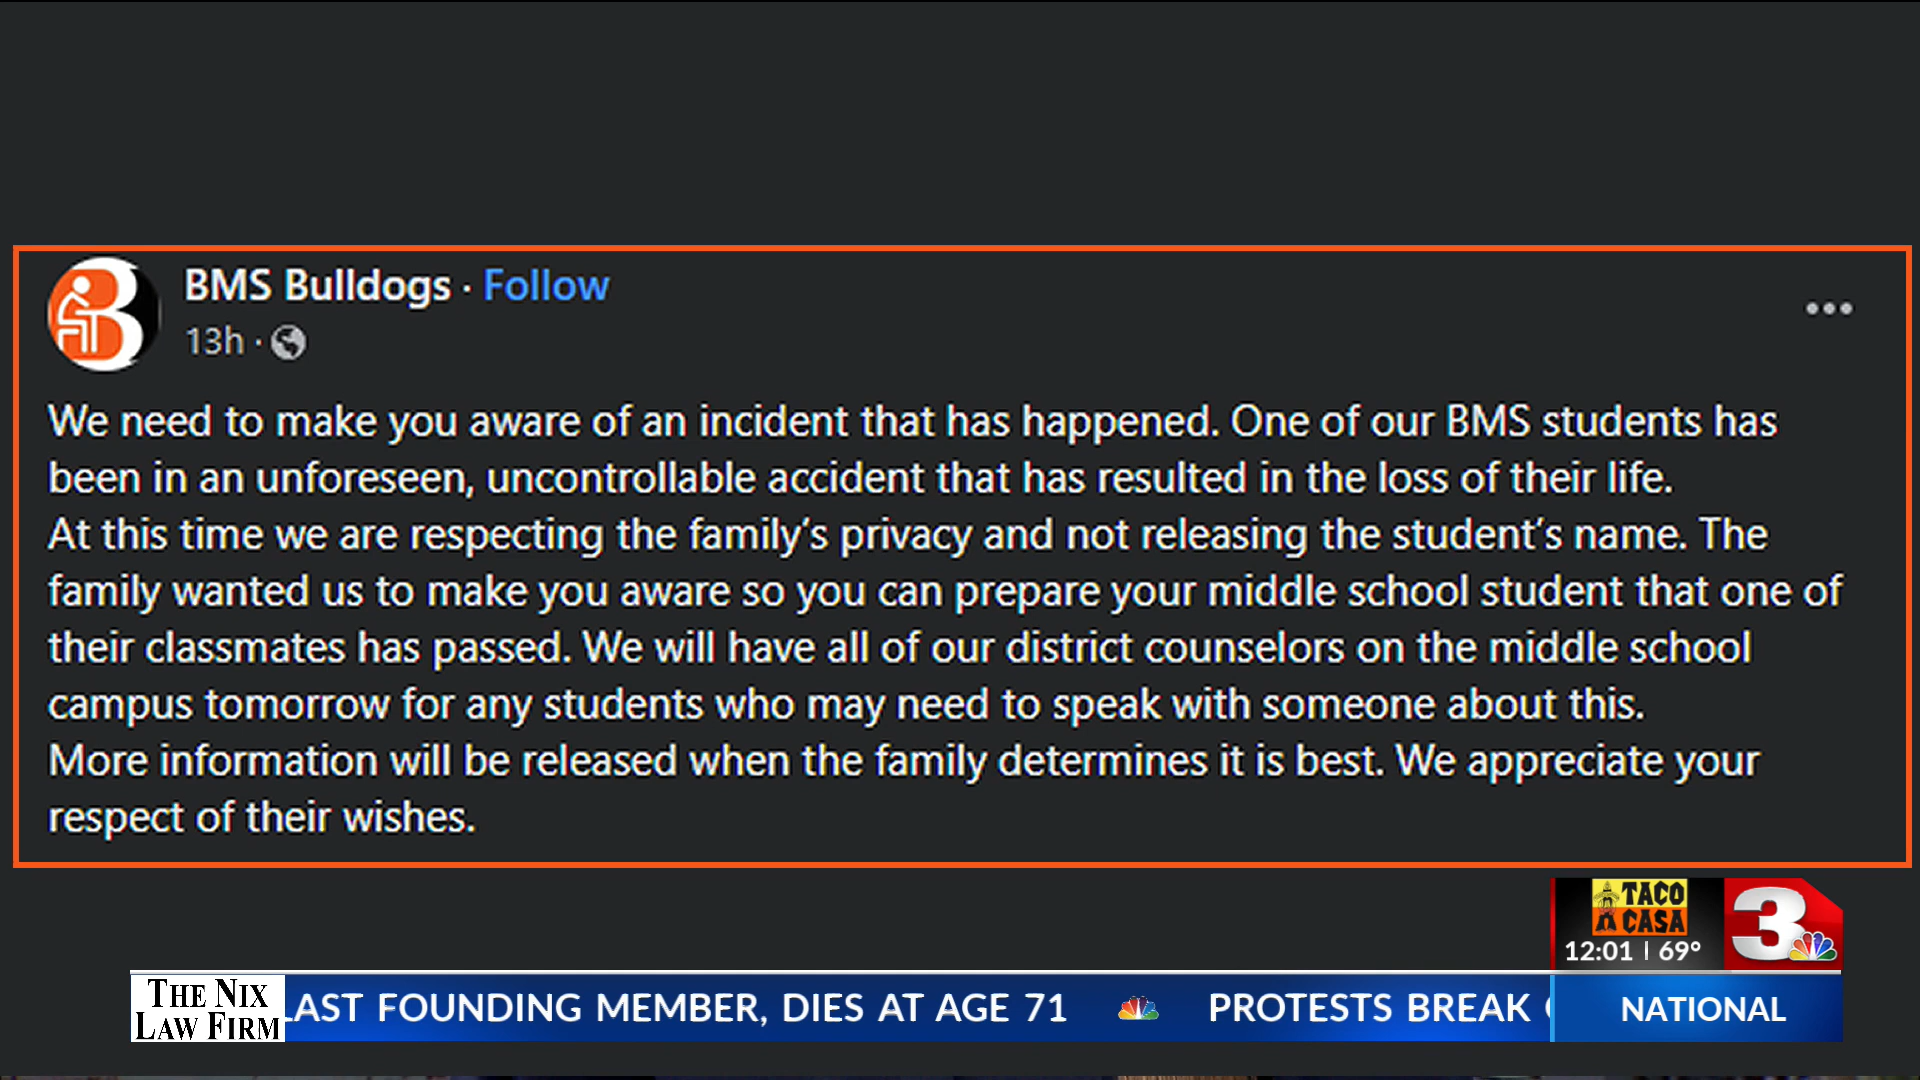 BMS Bulldogs · Follow
13h ·
We need to make you aware of an incident that has happened. One of our BMS students has
been in an unforeseen, uncontrollable accident that has resulted in the loss of their life.
At this time we are respecting the family's privacy and not releasing the student's name. The
family wanted us to make you aware so you can prepare your middle school student that one of
their classmates has passed. We will have all of our district counselors on the middle school
campus tomorrow for any students who may need to speak with someone about this.
More information will be released when the family determines it is best. We appreciate your
respect of their wishes.
TACO
CASA
12:01 | 69°
3
THE NIX
LAW FIRM
LAST FOUNDING MEMBER, DIES AT AGE 71 PROTESTS BREAK
NATIONAL